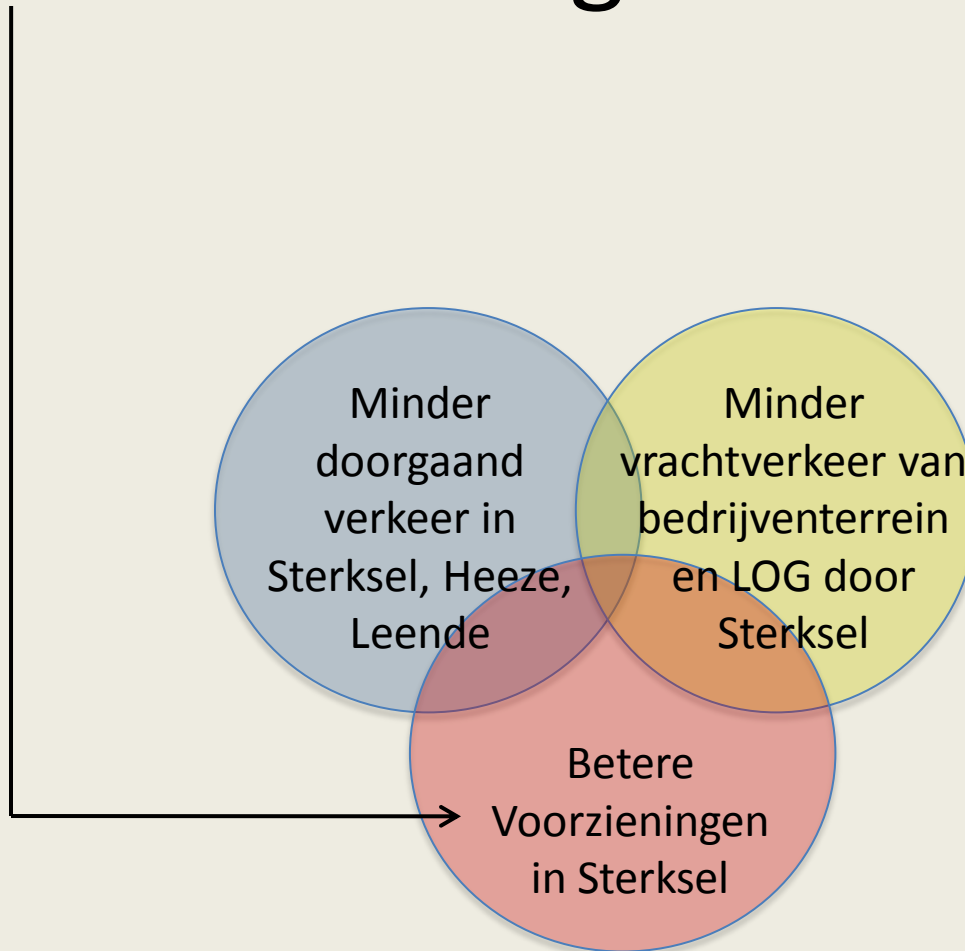 Minder
doorgaand
verkeer in
Sterksel, Heeze,
Leende
Minder
vrachtverkeer van
bedrijventerrein
en LOG door
Sterksel
Betere
Voorzieningen
in Sterksel